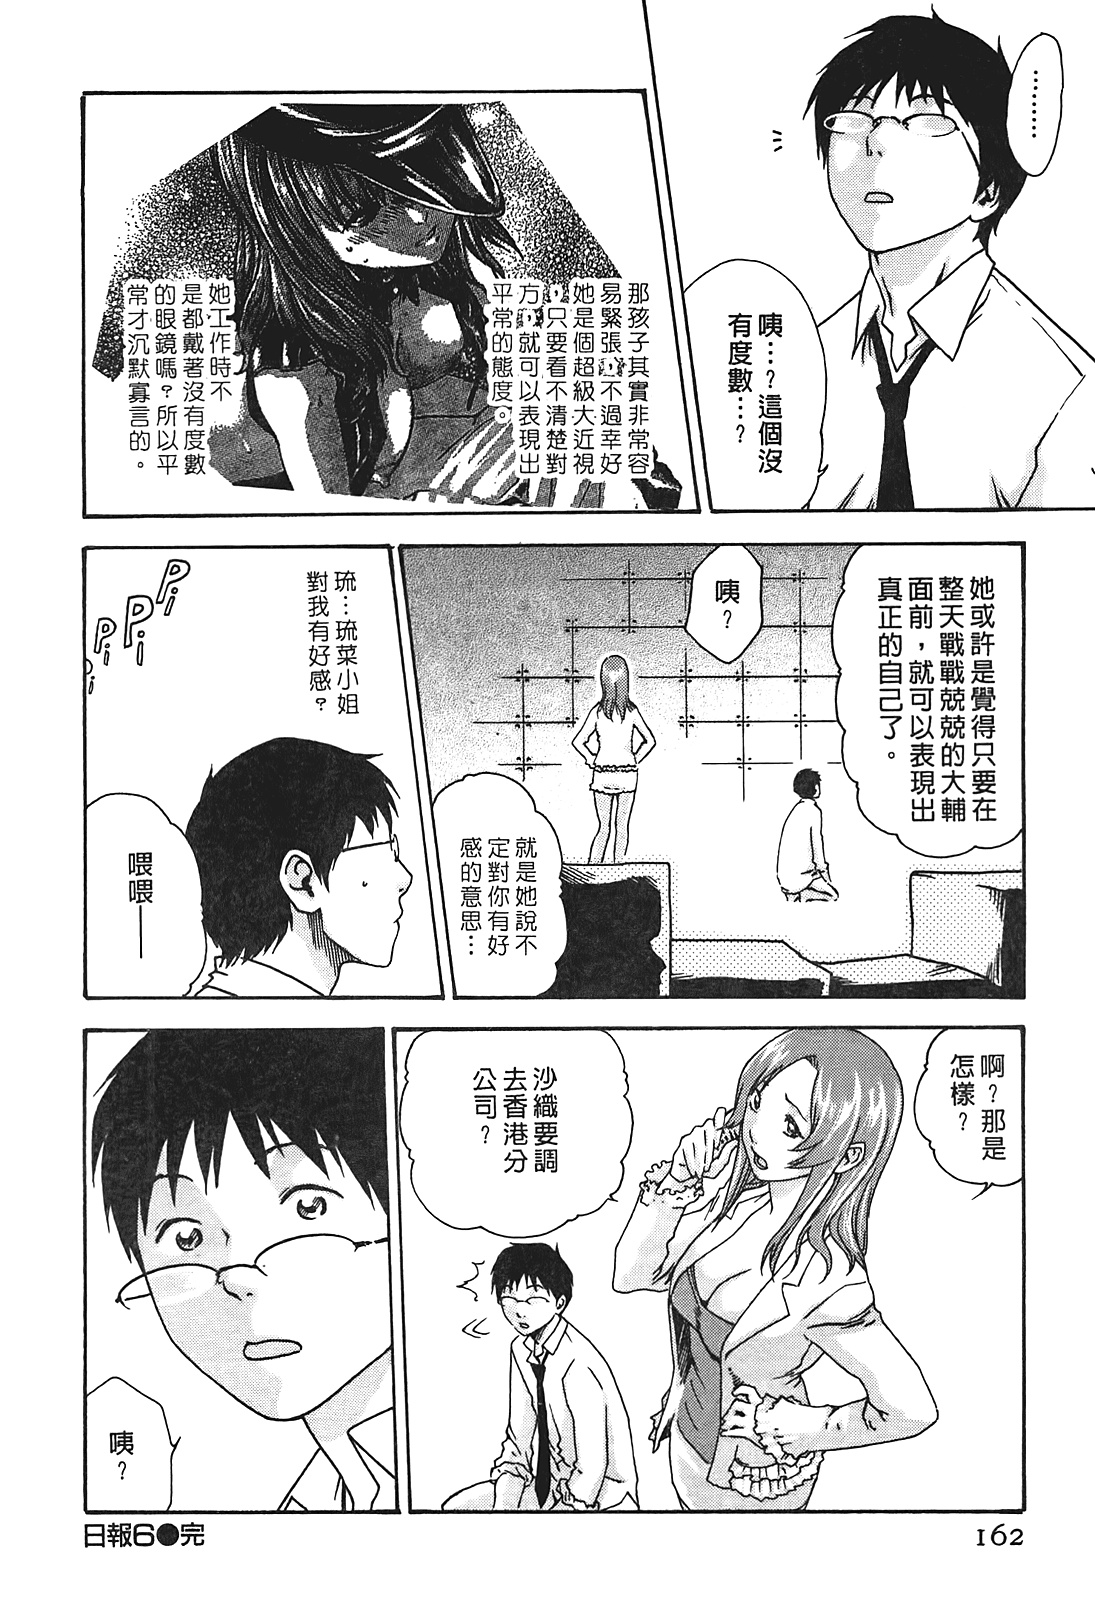 ………
咦…？這個沒
有度數…？
那孩子其實非常容
易緊張，不過幸好
她是個超級大近視
，只要看不清楚對
方，就可以表現出
平常的態度。
她工作時不
是都戴著沒有度數
的眼鏡嗎？所以平
常才沉默寡言的。
她或許是覺得只要在
整天戰戰兢兢的大輔
面前，就可以表現出
真正的自己了。
咦？
就是她說不
定對你有好
感的意思…
琉…琉菜小姐
對我有好感？
Pi
Pi
Pi
Pi
喂喂——
啊？那是
怎樣？
沙織要調
去香港分
公司？
咦？
日報6●完
162